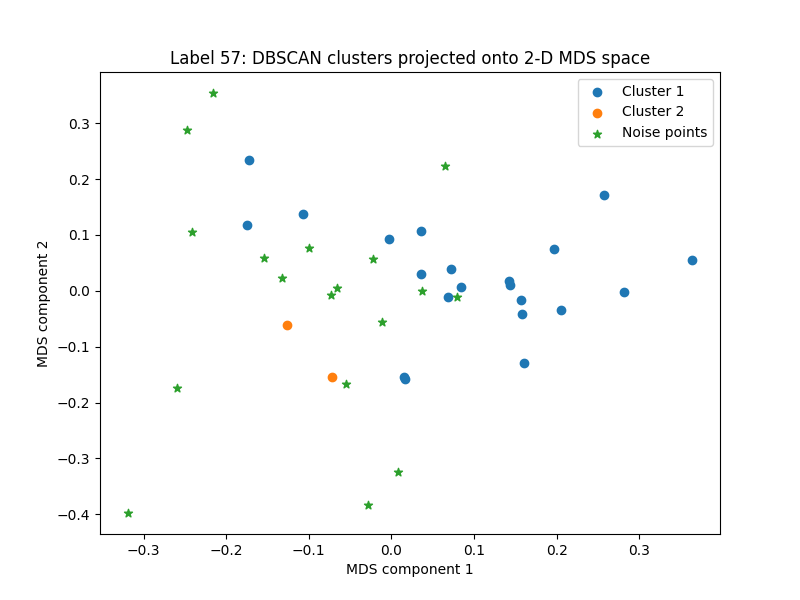 Label 57: DBSCAN clusters projected onto 2-D MDS space
Cluster 1
Cluster 2
Noise points
MDS component 2
0.3
0.2
0.1
0.0
−0.1
−0.2
−0.3
−0.4
−0.3
−0.2
−0.1
0.0
0.1
0.2
0.3
MDS component 1